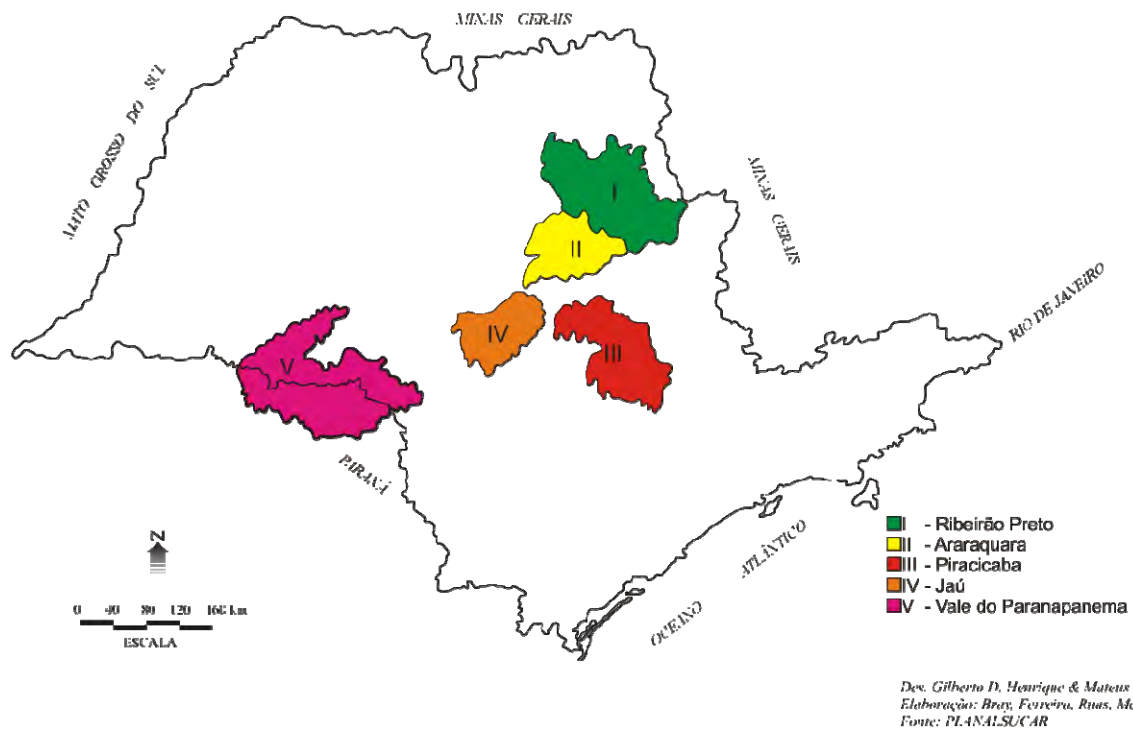 MINAS GERAIS
MATO GROSSO DO SUL
MINAS GERAIS
RIO DE JANEIRO
I
II
IV
III
V
PARANÁ
OCEANO ATLÂNTICO
N
0 40 80 120 160 km
ESCALA
I - Ribeirão Preto
II - Araraquara
III - Piracicaba
IV - Jaú
V - Vale do Paranapanema
Des. Gilberto D. Henrique & Mateus
Elaboração: Bray, Ferreira, Ruas,
Fonte: PLANALSUCAR